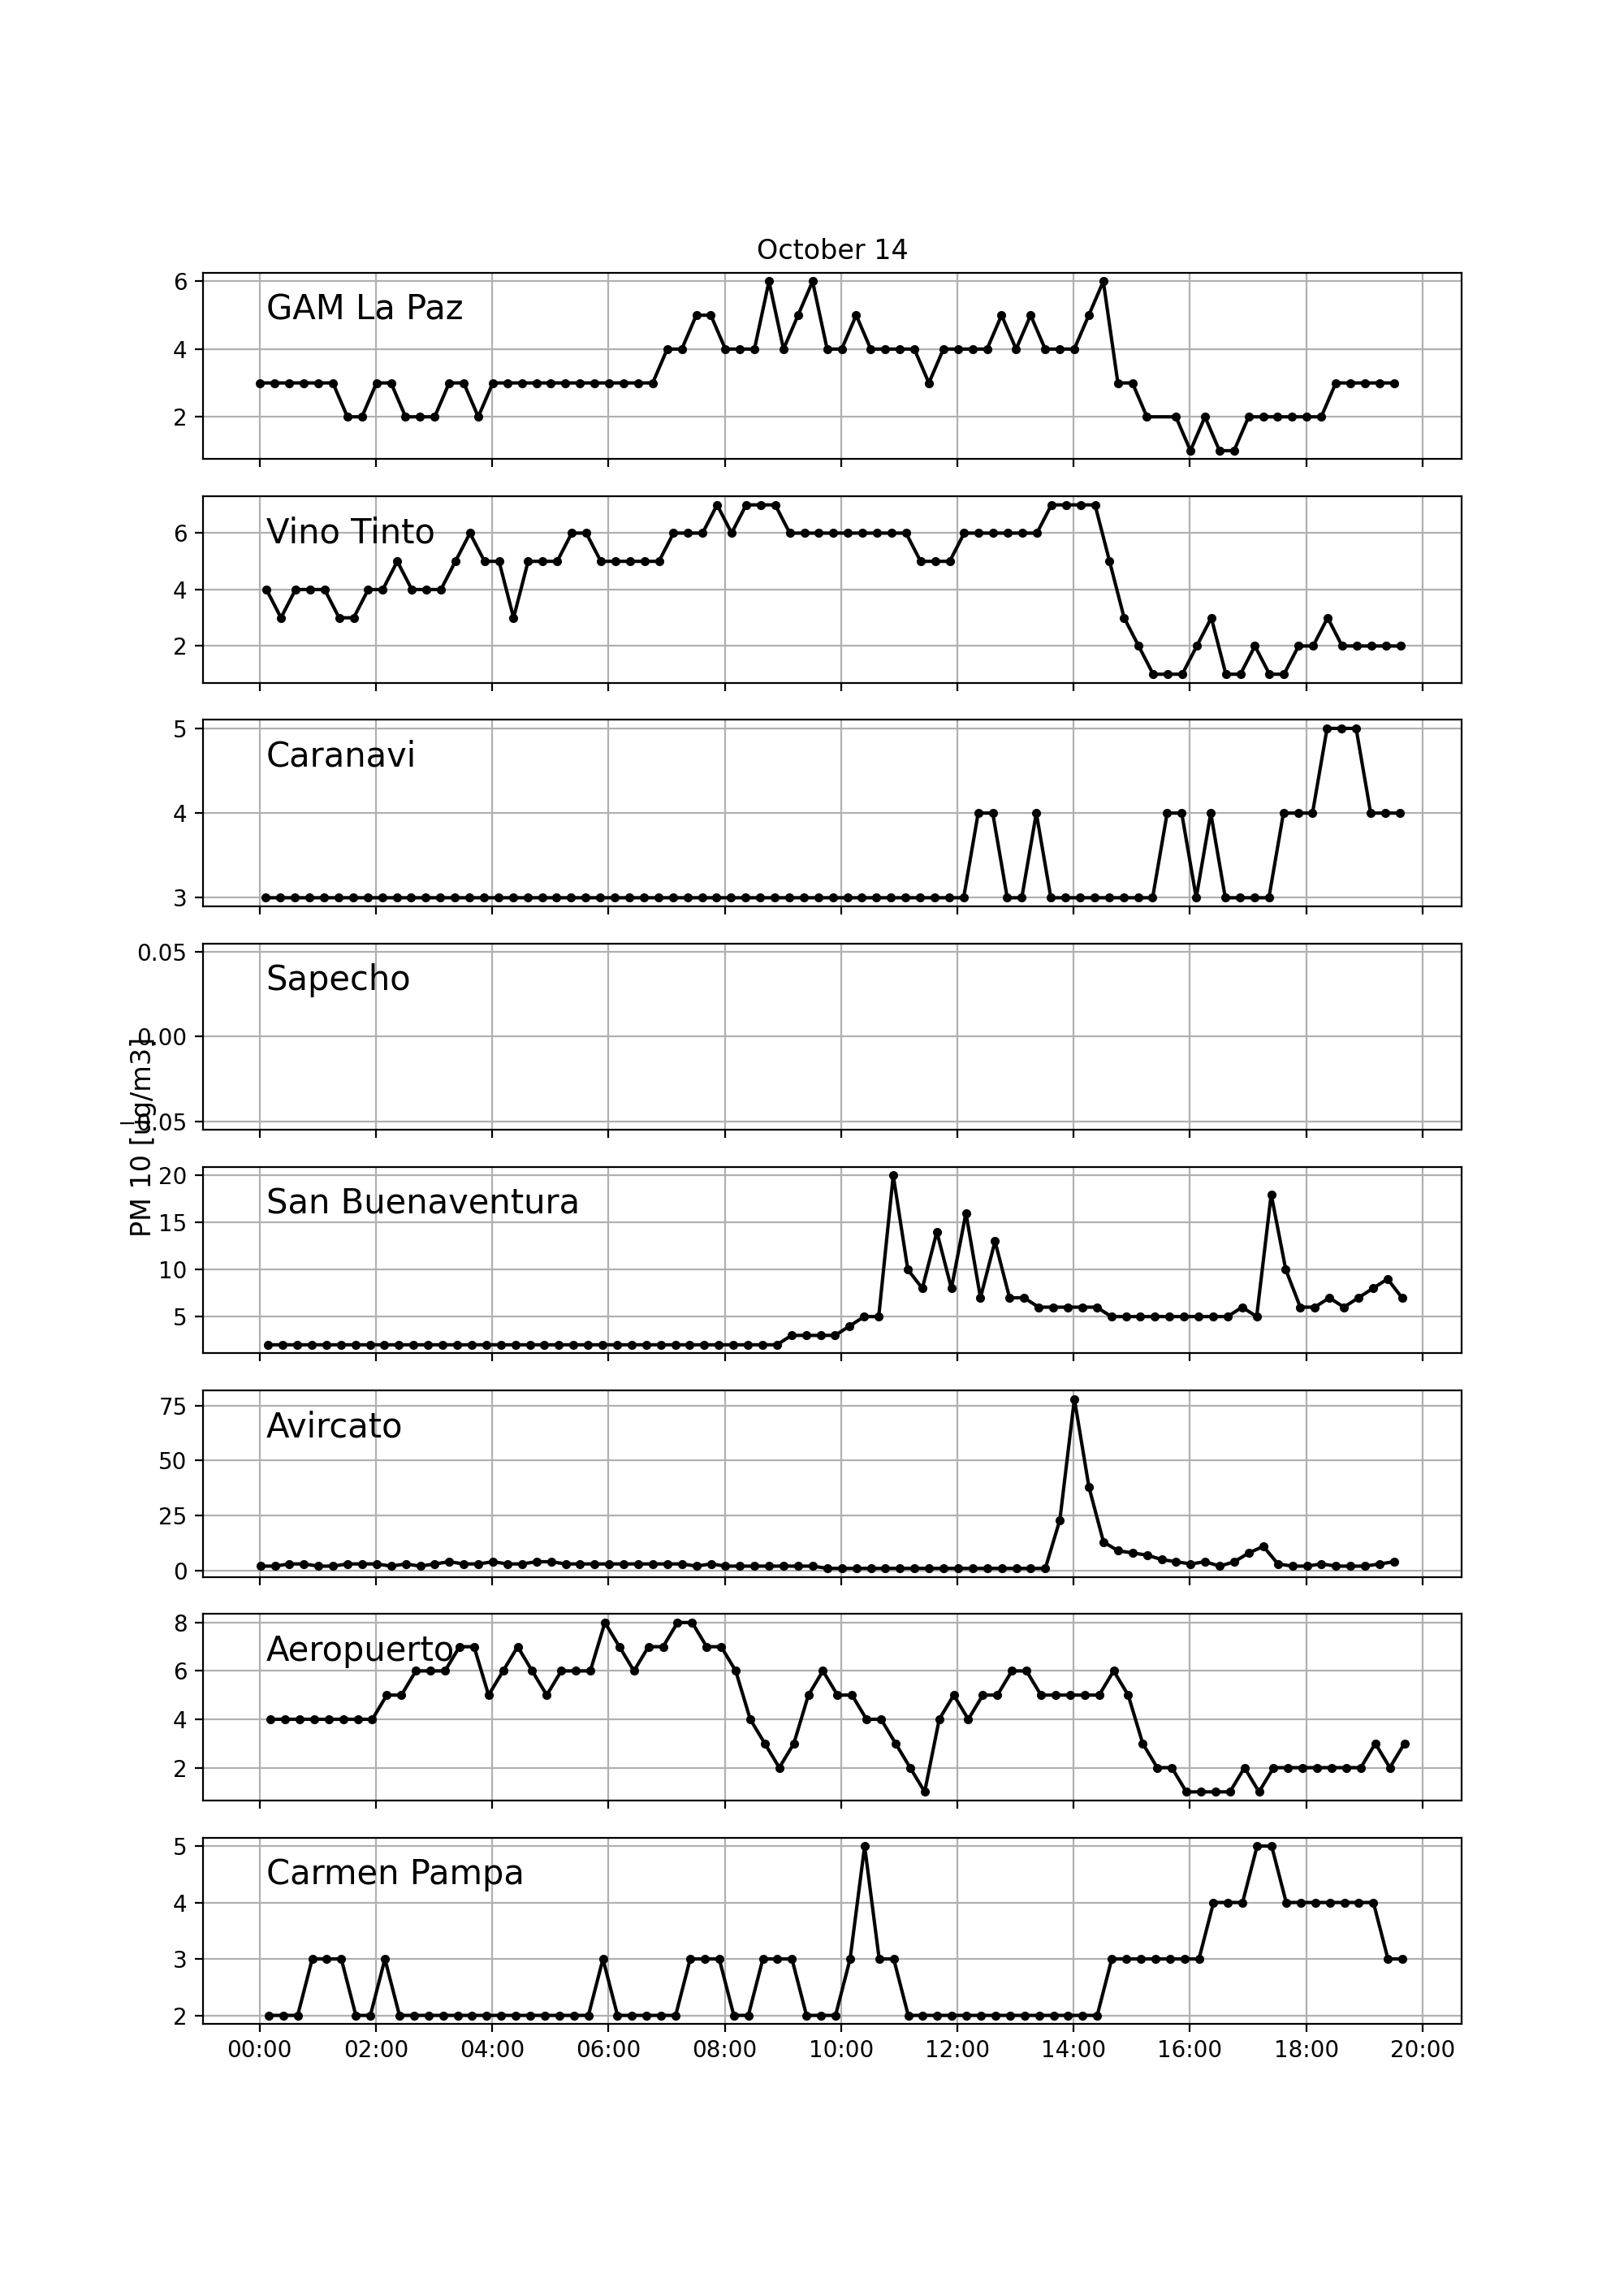 October 14
GAM La Paz
6
4
2
Vino Tinto
6
4
2
Caranavi
5
4
3
PM 10 [ug/m3]
Sapecho
0.05
0.00
−0.05
San Buenaventura
20
15
10
5
Avircato
75
50
25
0
Aeropuerto
8
6
4
2
Carmen Pampa
5
4
3
2
00:00 02:00 04:00 06:00 08:00 10:00 12:00 14:00 16:00 18:00 20:00